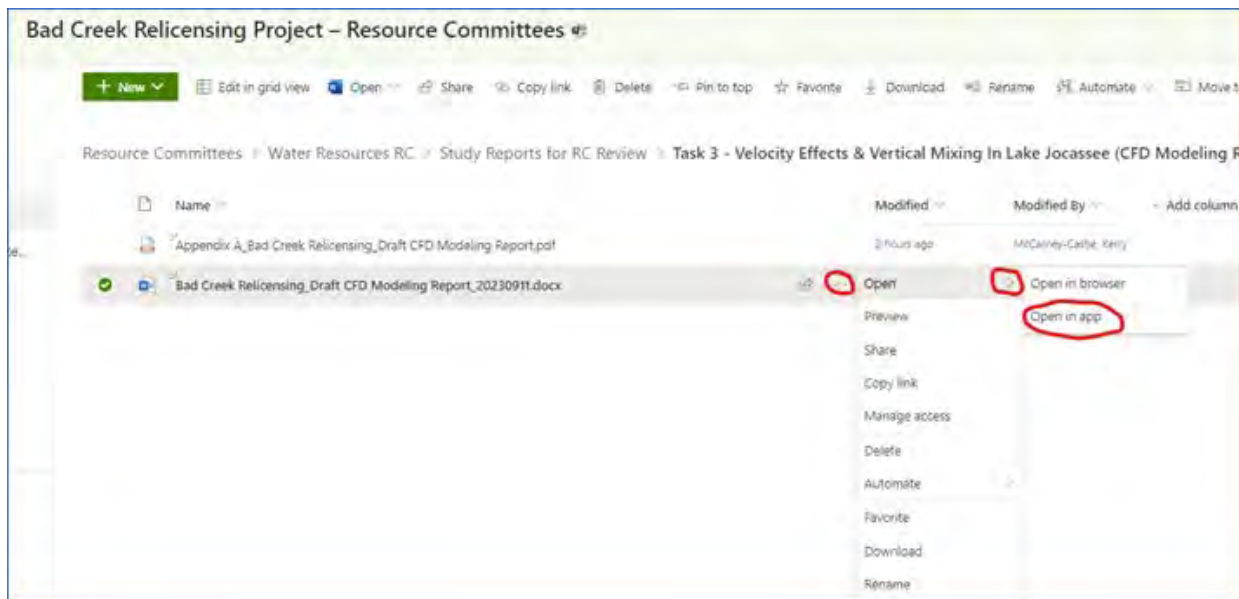 Bad Creek Relicensing Project – Resource Committees
+ New Edit in grid view Open Share Copy link Delete Pin to top Favorite Download Rename Automate Move t
Resource Committees > Water Resources RC > Study Reports for RC Review > Task 3 - Velocity Effects & Vertical Mixing In Lake Jocassee (CFD Modeling R
Name Modified Modified By Add column
Appendix A_Bad Creek Relicensing_Draft CFD Modeling Report.pdf 2 hours ago McCarney-Castle, Kerry
Bad Creek Relicensing_Draft CFD Modeling Report_20230911.docx Open Open in browser
Preview Open in app
Share
Copy link
Manage access
Delete
Automate
Favorite
Download
Rename